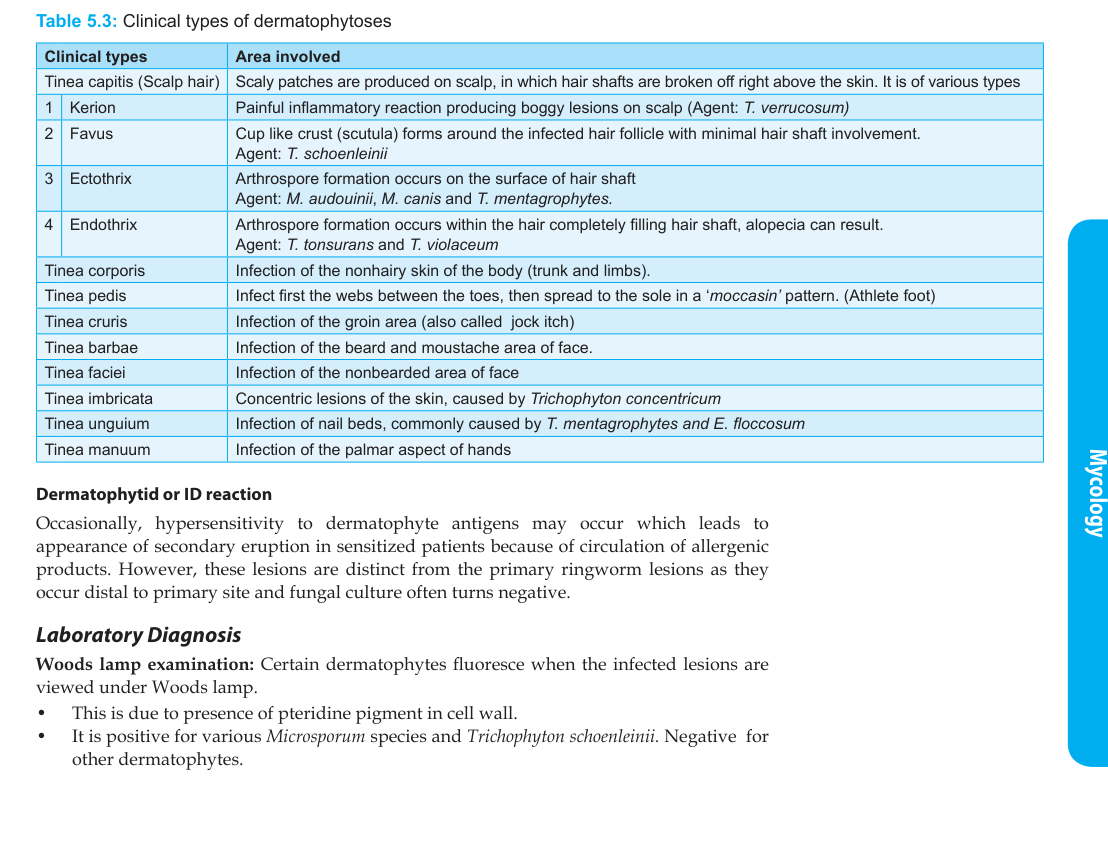 Table 5.3: Clinical types of dermatophytoses
Clinical types Area involved
Tinea capitis (Scalp hair) Scaly patches are produced on scalp, in which hair shafts are broken off right above the skin. It is of various types
1 Kerion Painful inflammatory reaction producing boggy lesions on scalp (Agent: T. verrucosum)
2 Favus Cup like crust (scutula) forms around the infected hair follicle with minimal hair shaft involvement.
Agent: T. schoenleinii
3 Ectothrix Arthrospore formation occurs on the surface of hair shaft
Agent: M. audouinii, M. canis and T. mentagrophytes.
4 Endothrix Arthrospore formation occurs within the hair completely filling hair shaft, alopecia can result.
Agent: T. tonsurans and T. violaceum
Tinea corporis Infection of the nonhairy skin of the body (trunk and limbs).
Tinea pedis Infect first the webs between the toes, then spread to the sole in a ‘moccasin’ pattern. (Athlete foot)
Tinea cruris Infection of the groin area (also called jock itch)
Tinea barbae Infection of the beard and moustache area of face.
Tinea faciei Infection of the nonbearded area of face
Tinea imbricata Concentric lesions of the skin, caused by Trichophyton concentricum
Tinea unguium Infection of nail beds, commonly caused by T. mentagrophytes and E. floccosum
Tinea manuum Infection of the palmar aspect of hands
Dermatophytid or ID reaction
Occasionally, hypersensitivity to dermatophyte antigens may occur which leads to
appearance of secondary eruption in sensitized patients because of circulation of allergenic
products. However, these lesions are distinct from the primary ringworm lesions as they
occur distal to primary site and fungal culture often turns negative.
Laboratory Diagnosis
Woods lamp examination: Certain dermatophytes fluoresce when the infected lesions are
viewed under Woods lamp.
• This is due to presence of pteridine pigment in cell wall.
• It is positive for various Microsporum species and Trichophyton schoenleinii. Negative for
other dermatophytes.
Mycology